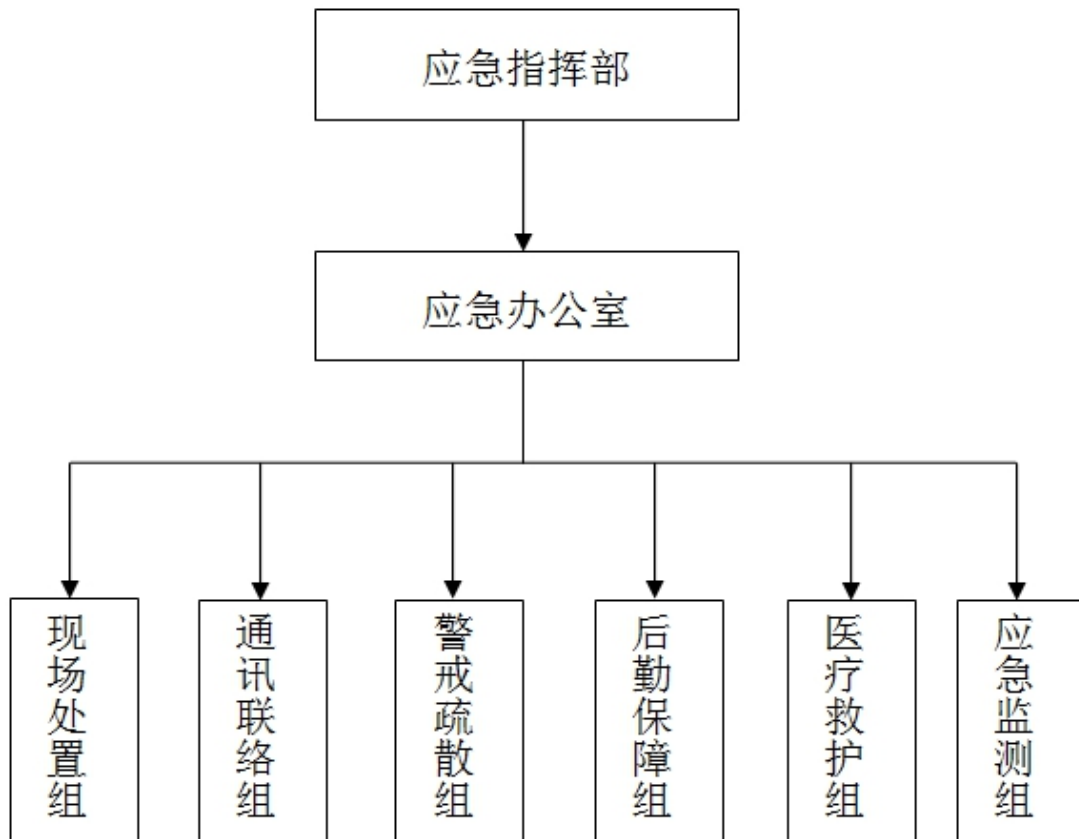 应急指挥部
应急办公室
现场处置组
通讯联络组
警戒疏散组
后勤保障组
医疗救护组
应急监测组